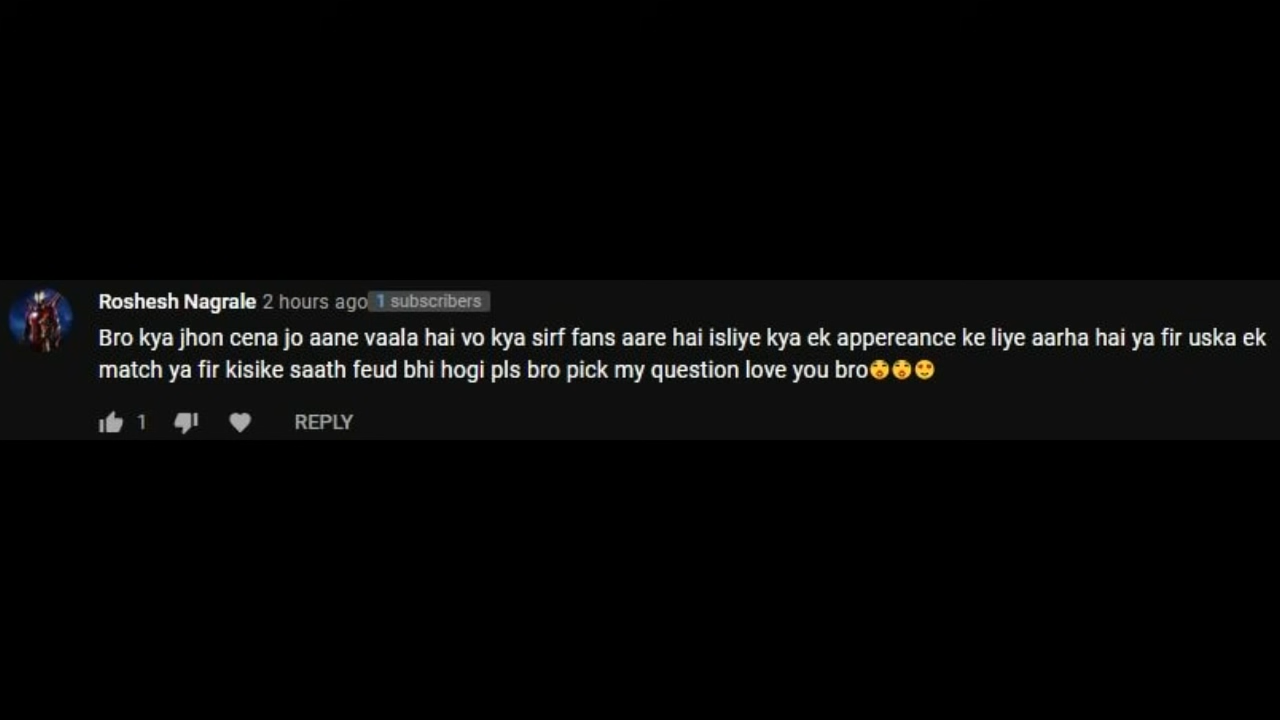 Roshesh Nagrale 2 hours ago 1 subscribers
Bro kya jhon cena jo aane vaala hai vo kya sirf fans aare hai isliye kya ek appereance ke liye aarha hai ya fir uska ek
match ya fir kisike saath feud bhi hogi pls bro pick my question love you bro😲😲😍
1 REPLY